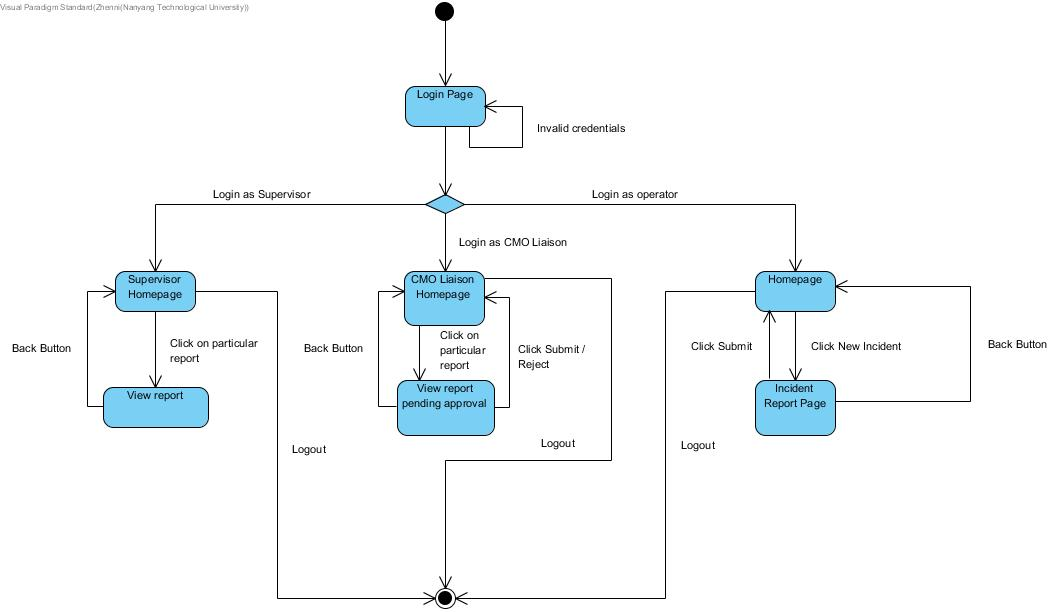 Visual Paradigm Standard(Zhenni(Nanyang Technological University))
Login Page
Invalid credentials
Login as Supervisor
Login as operator
Login as CMO Liaison
Supervisor
Homepage
CMO Liaison
Homepage
Homepage
Back Button
Click on particular
report
Back Button
Click on
particular
report
Click Submit /
Reject
Click Submit
Click New Incident
Back Button
View report
View report
pending approval
Incident
Report Page
Logout
Logout
Logout